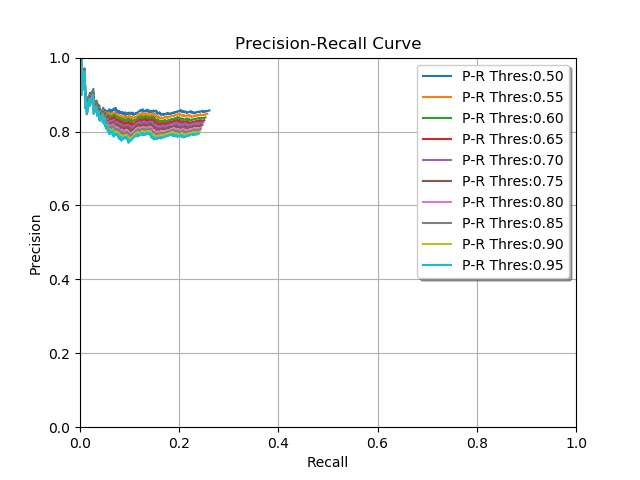 Precision-Recall Curve
1.0
0.8
0.6
0.4
0.2
0.0
Precision
P-R Thres:0.50
P-R Thres:0.55
P-R Thres:0.60
P-R Thres:0.65
P-R Thres:0.70
P-R Thres:0.75
P-R Thres:0.80
P-R Thres:0.85
P-R Thres:0.90
P-R Thres:0.95
0.0 0.2 0.4 0.6 0.8 1.0
Recall